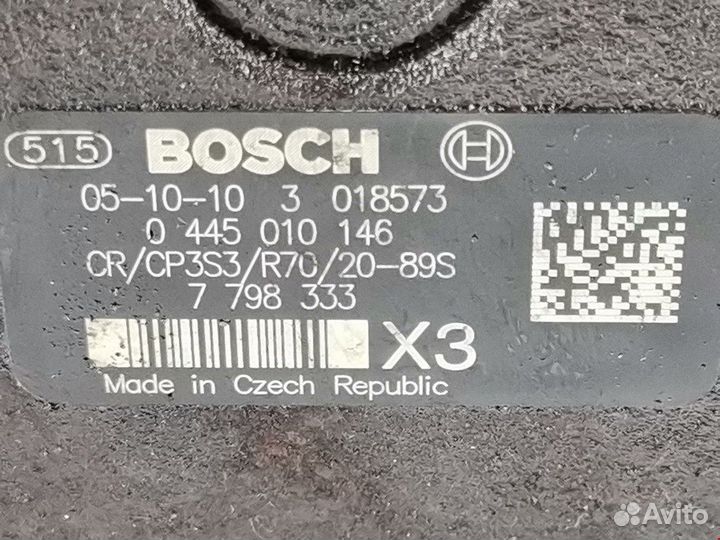 515 BOSCH
05-10-10 3 018573
0 445 010 146
CR/CP3S3/R70/20-89S
7 798 333
X3
Made in Czech Republic
Avito